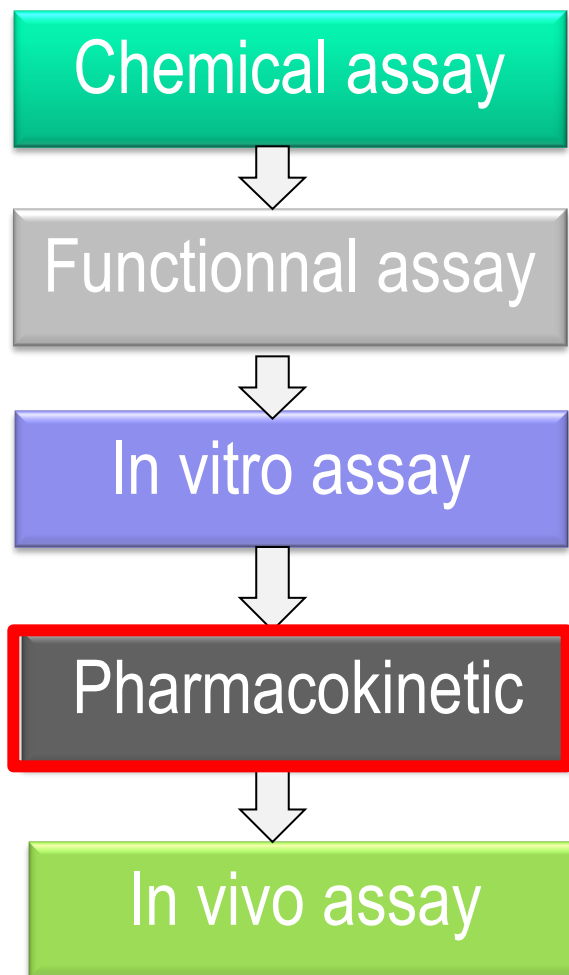 Chemical assay
Functionnal assay
In vitro assay
Pharmacokinetic
In vivo assay